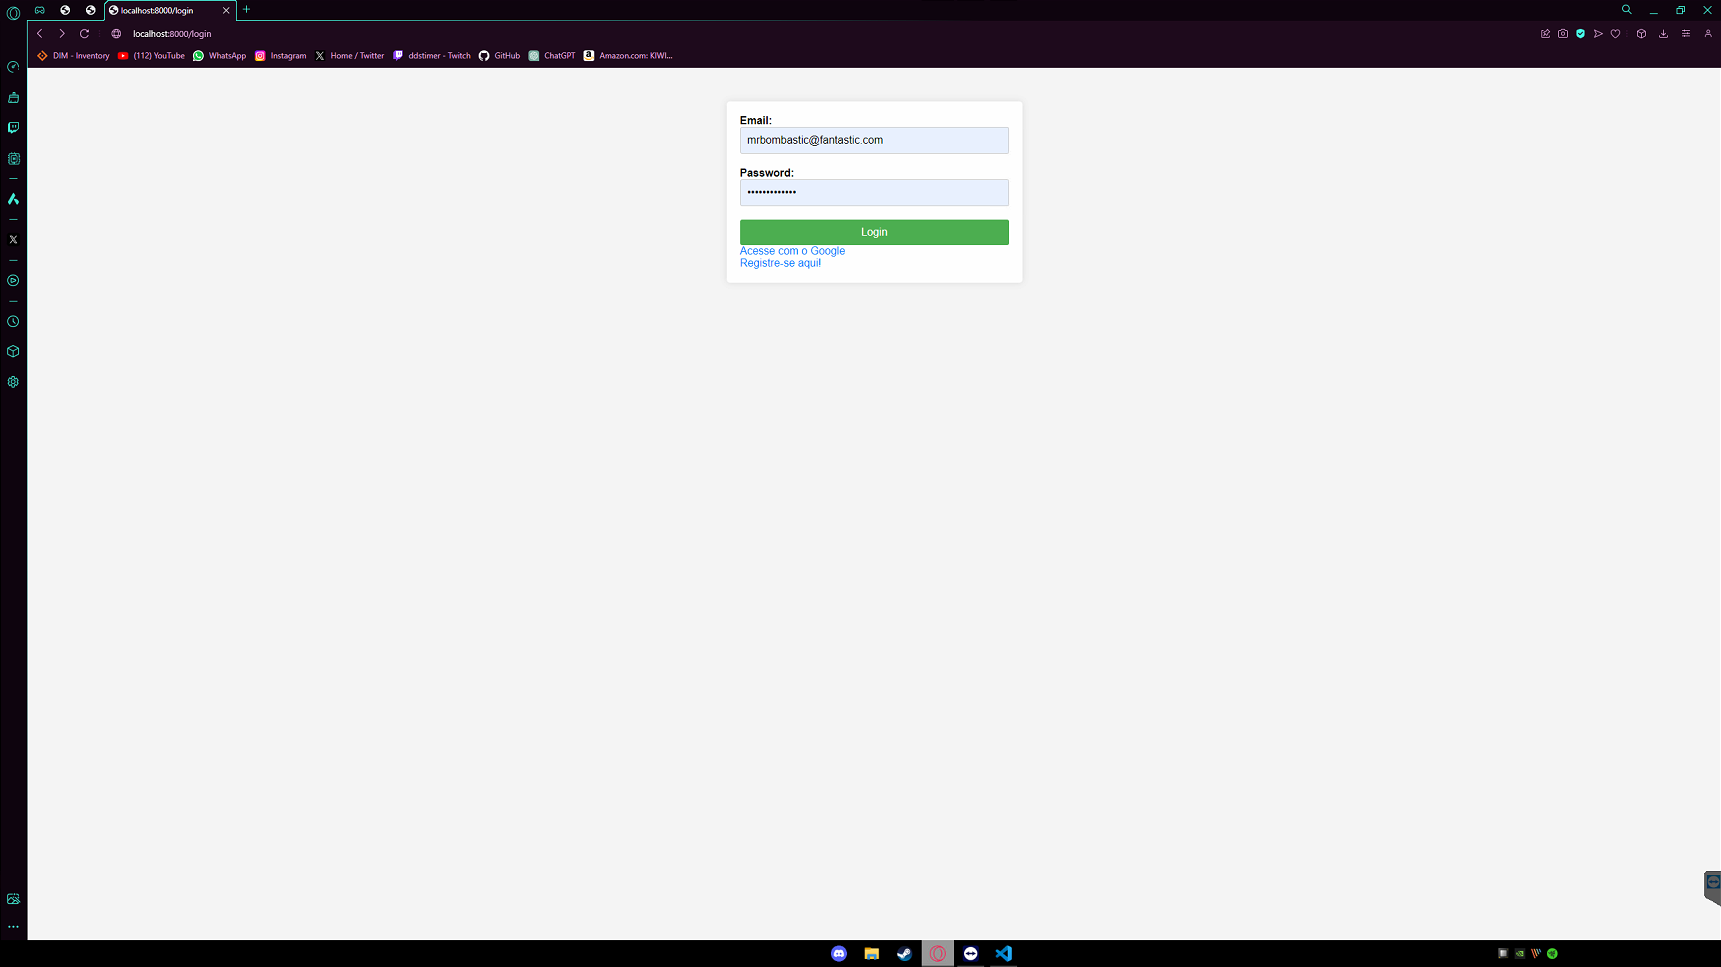 localhost:8000/login
localhost:8000/login
DIM - Inventory (112) YouTube WhatsApp Instagram Home / Twitter ddstimer - Twitch GitHub ChatGPT Amazon.com: KIWI...
Email:
mrbombastic@fantastic.com
Password:
•••••••••••••
Login
Acesse com o Google
Registre-se aqui!